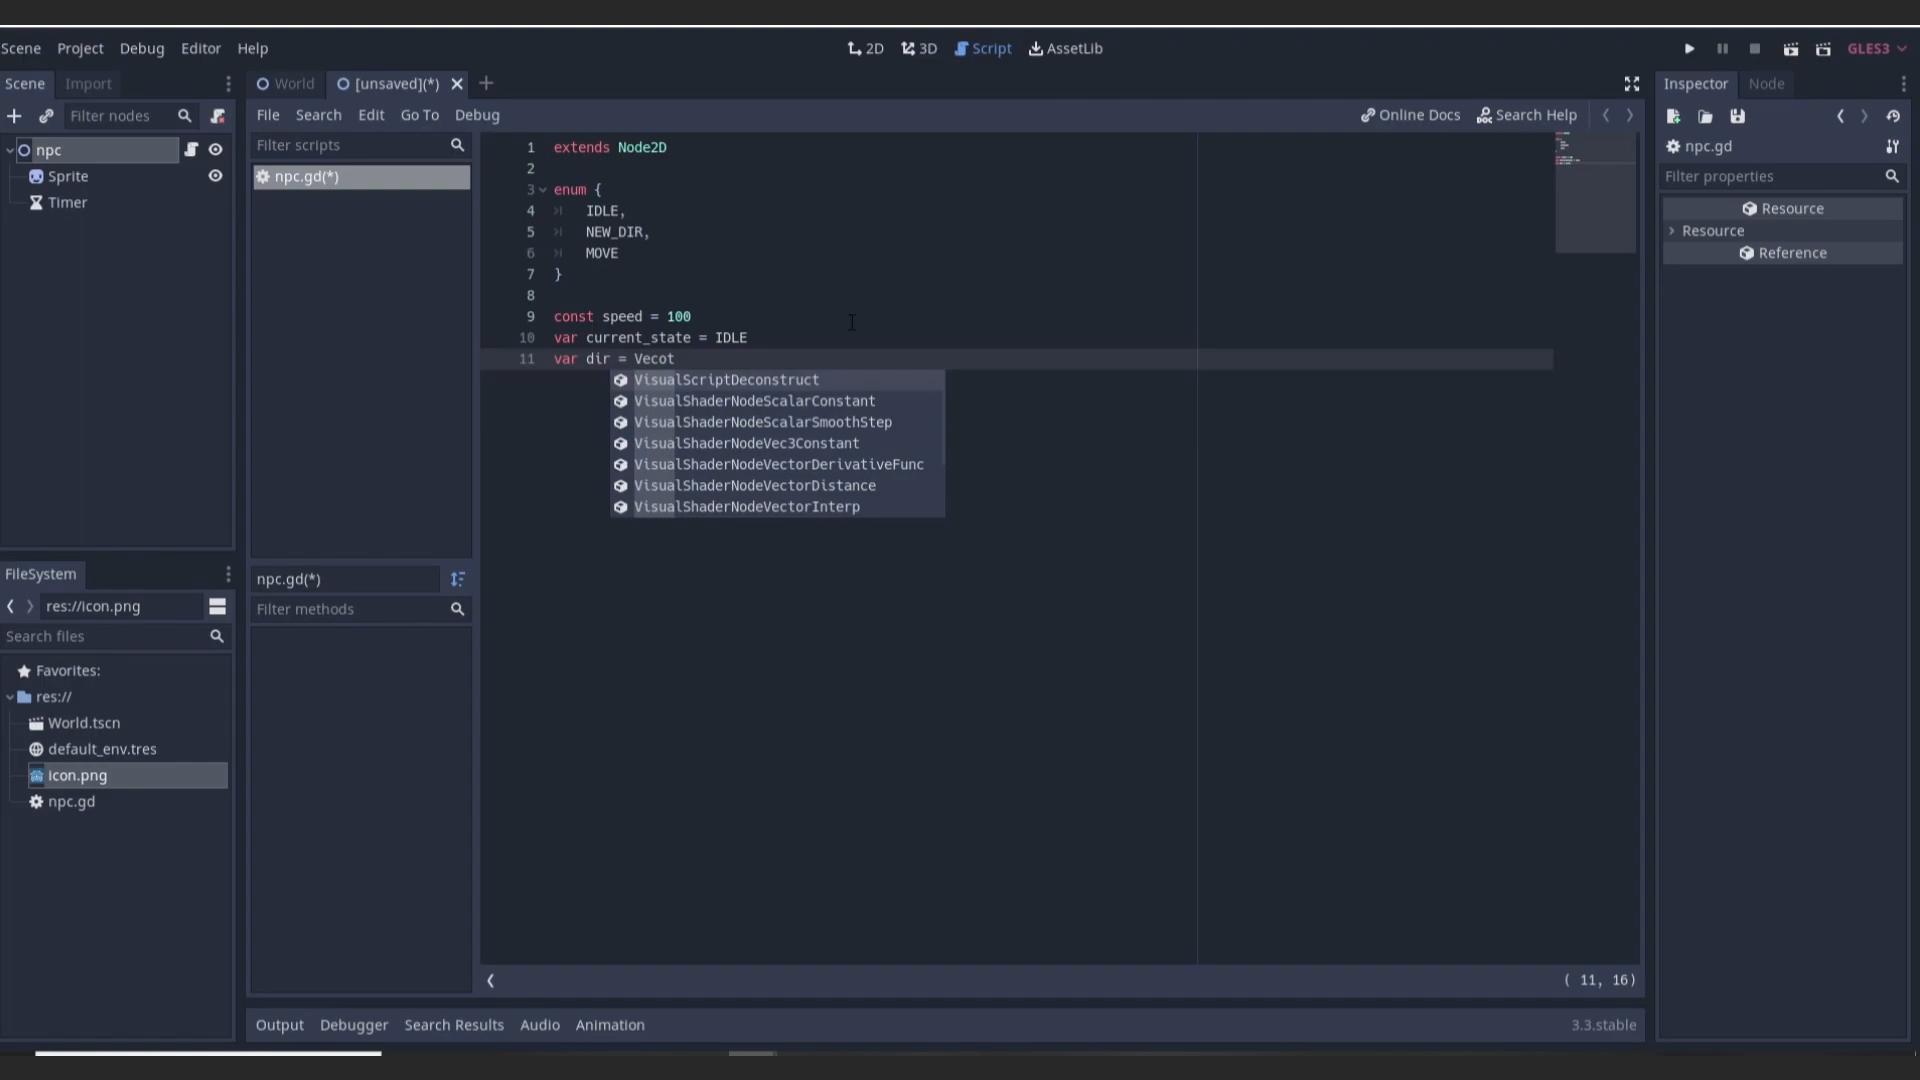 Scene Project Debug Editor Help
2D 3D Script AssetLib
GLES3
Scene Import
World [unsaved](*)
Inspector Node
Filter nodes
File Search Edit Go To Debug
Online Docs Search Help
npc
Sprite
Timer
Filter scripts
npc.gd(*)
1 extends Node2D
2
3 enum {
4 IDLE,
5 NEW_DIR,
6 MOVE
7 }
8
9 const speed = 100
10 var current_state = IDLE
11 var dir = Vecot
VisualScriptDeconstruct
VisualShaderNodeScalarConstant
VisualShaderNodeScalarSmoothStep
VisualShaderNodeVec3Constant
VisualShaderNodeVectorDerivativeFunc
VisualShaderNodeVectorDistance
VisualShaderNodeVectorInterp
npc.gd
Filter properties
Resource
Resource
Reference
FileSystem
res://icon.png
Search files
Favorites:
res://
World.tscn
default_env.tres
icon.png
npc.gd
npc.gd(*)
Filter methods
( 11, 16)
Output Debugger Search Results Audio Animation
3.3.stable